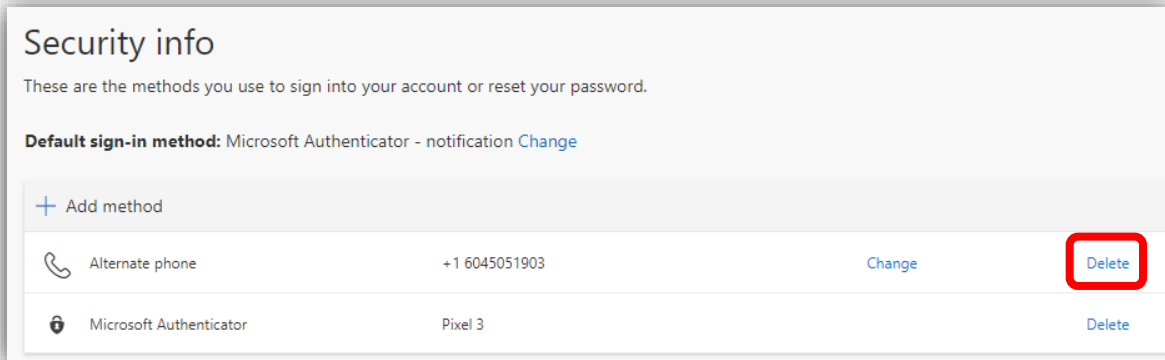 Security info
These are the methods you use to sign into your account or reset your password.
Default sign-in method: Microsoft Authenticator - notification Change
Add method
Alternate phone +1 6045051903 Change Delete
Microsoft Authenticator Pixel 3 Delete